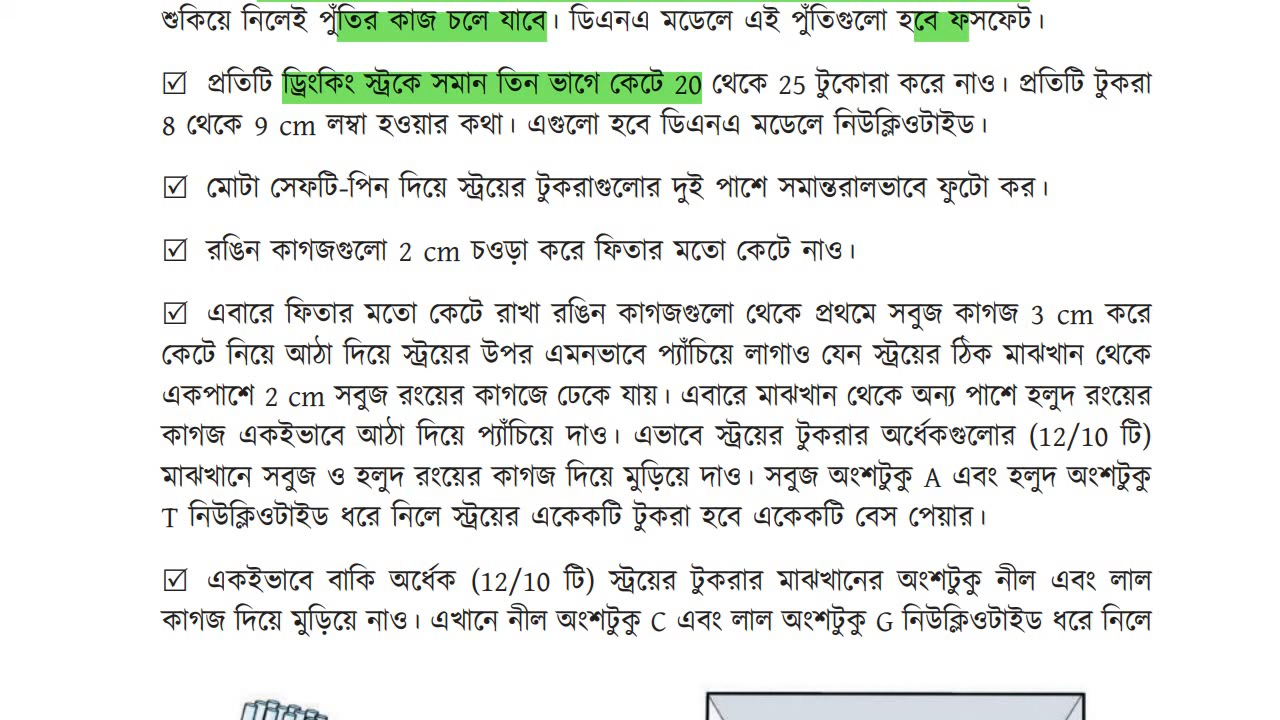 শুকিয়ে নিলেই পুঁতির কাজ চলে যাবে। ডিএনএ মডেলে এই পুঁতিগুলো হবে ফসফেট।
☑ প্রতিটি ড্রিংকিং স্ট্রকে সমান তিন ভাগে কেটে 20 থেকে 25 টুকোরা করে নাও। প্রতিটি টুকরা
8 থেকে 9 cm লম্বা হওয়ার কথা। এগুলো হবে ডিএনএ মডেলে নিউক্লিওটাইড।
☑ মোটা সেফটি-পিন দিয়ে স্ট্রয়ের টুকরাগুলোর দুই পাশে সমান্তরালভাবে ফুটো কর।
☑ রঙিন কাগজগুলো 2 cm চওড়া করে ফিতার মতো কেটে নাও।
☑ এবারে ফিতার মতো কেটে রাখা রঙিন কাগজগুলো থেকে প্রথমে সবুজ কাগজ 3 cm করে
কেটে নিয়ে আঠা দিয়ে স্ট্রয়ের উপর এমনভাবে প্যাঁচিয়ে লাগাও যেন স্ট্রয়ের ঠিক মাঝখান থেকে
একপাশে 2 cm সবুজ রংয়ের কাগজে ঢেকে যায়। এবারে মাঝখান থেকে অন্য পাশে হলুদ রংয়ের
কাগজ একইভাবে আঠা দিয়ে প্যাঁচিয়ে দাও। এভাবে স্ট্রয়ের টুকরার অর্ধেকগুলোর (12/10 টি)
মাঝখানে সবুজ ও হলুদ রংয়ের কাগজ দিয়ে মুড়িয়ে দাও। সবুজ অংশটুকু A এবং হলুদ অংশটুকু
T নিউক্লিওটাইড ধরে নিলে স্ট্রয়ের একেকটি টুকরা হবে একেকটি বেস পেয়ার।
☑ একইভাবে বাকি অর্ধেক (12/10 টি) স্ট্রয়ের টুকরার মাঝখানের অংশটুকু নীল এবং লাল
কাগজ দিয়ে মুড়িয়ে নাও। এখানে নীল অংশটুকু C এবং লাল অংশটুকু G নিউক্লিওটাইড ধরে নিলে